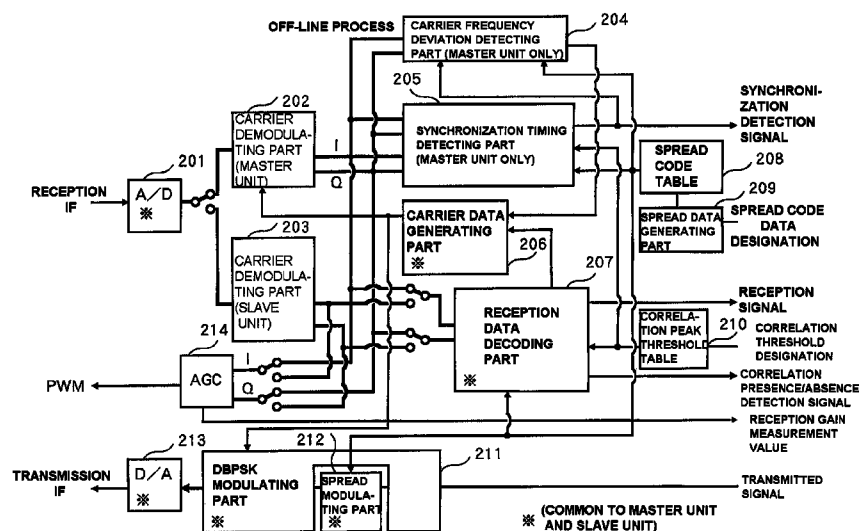 OFF-LINE PROCESS
CARRIER FREQUENCY
DEVIATION DETECTING
PART (MASTER UNIT ONLY)
204
205
SYNCHRONIZATION TIMING
DETECTING PART
(MASTER UNIT ONLY)
SYNCHRONI-
ZATION
DETECTION
SIGNAL
202
CARRIER
DEMODULA-
TING PART
(MASTER
UNIT)
I
Q
201
RECEPTION
IF
A/D
※
SPREAD
CODE
TABLE
208
209
SPREAD DATA
GENERATING
PART
SPREAD CODE
DATA
DESIGNATION
203
CARRIER
DEMODULA-
TING PART
(SLAVE
UNIT)
CARRIER DATA
GENERATING
PART
※
206
207
RECEPTION
DATA
DECODING
PART
※
RECEPTION
SIGNAL
CORRELA-
TION PEAK
THRESHOLD
TABLE
210
CORRELATION
THRESHOLD
DESIGNATION
CORRELATION
PRESENCE/ABSENCE
DETECTION SIGNAL
214
AGC
I
Q
PWM
RECEPTION GAIN
MEASUREMENT
VALUE
213
TRANSMISSION
IF
D/A
※
DBPSK
MODULATING
PART
※
212
SPREAD
MODULA-
TING PART
※
211
TRANSMITTED
SIGNAL
※ (COMMON TO MASTER UNIT
AND SLAVE UNIT)